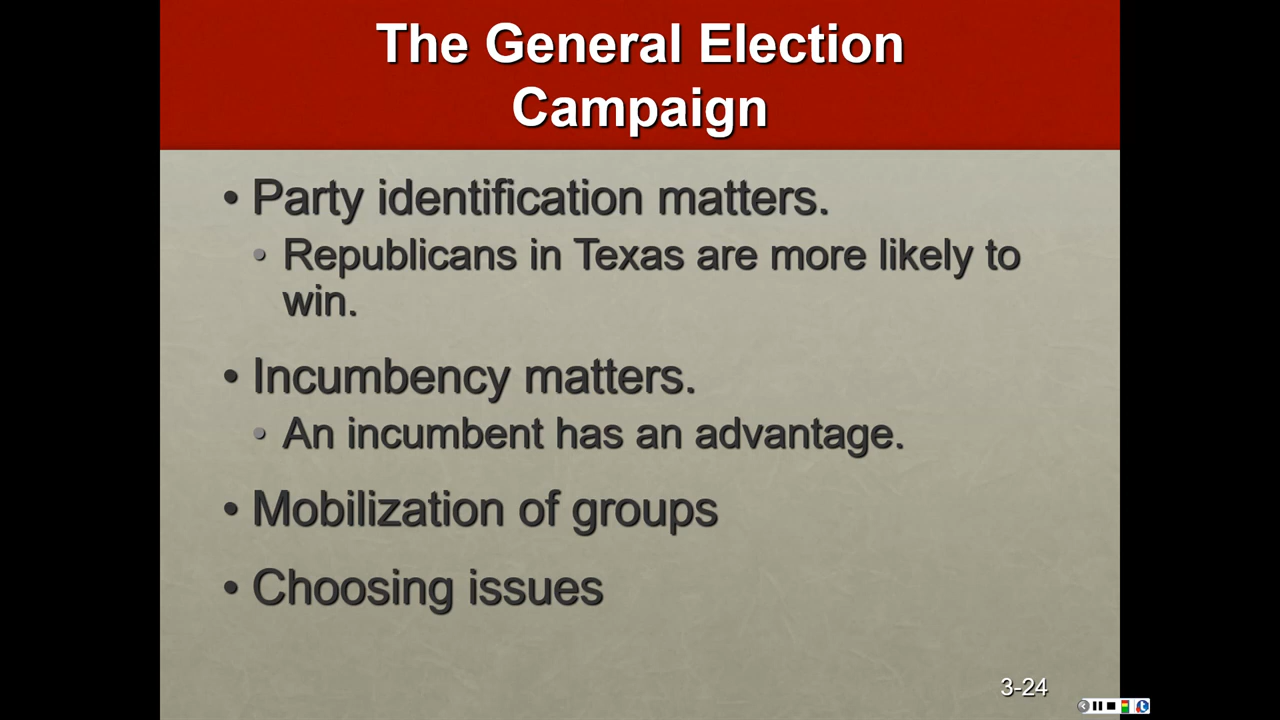 The General Election
Campaign
• Party identification matters.
• Republicans in Texas are more likely to
win.
• Incumbency matters.
• An incumbent has an advantage.
• Mobilization of groups
• Choosing issues
3-24